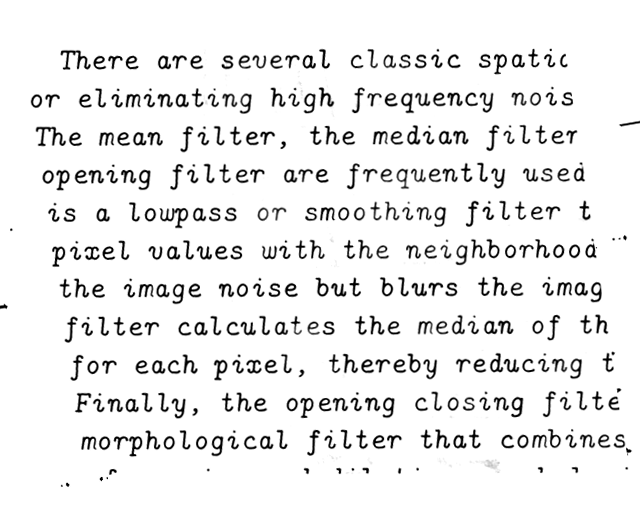 There are several classic spatic
or eliminating high frequency nois
The mean filter, the median filter
opening filter are frequently used
is a lowpass or smoothing filter t
pixel values with the neighborhood
the image noise but blurs the imag
filter calculates the median of th
for each pixel, thereby reducing t
Finally, the opening closing filte
morphological filter that combines